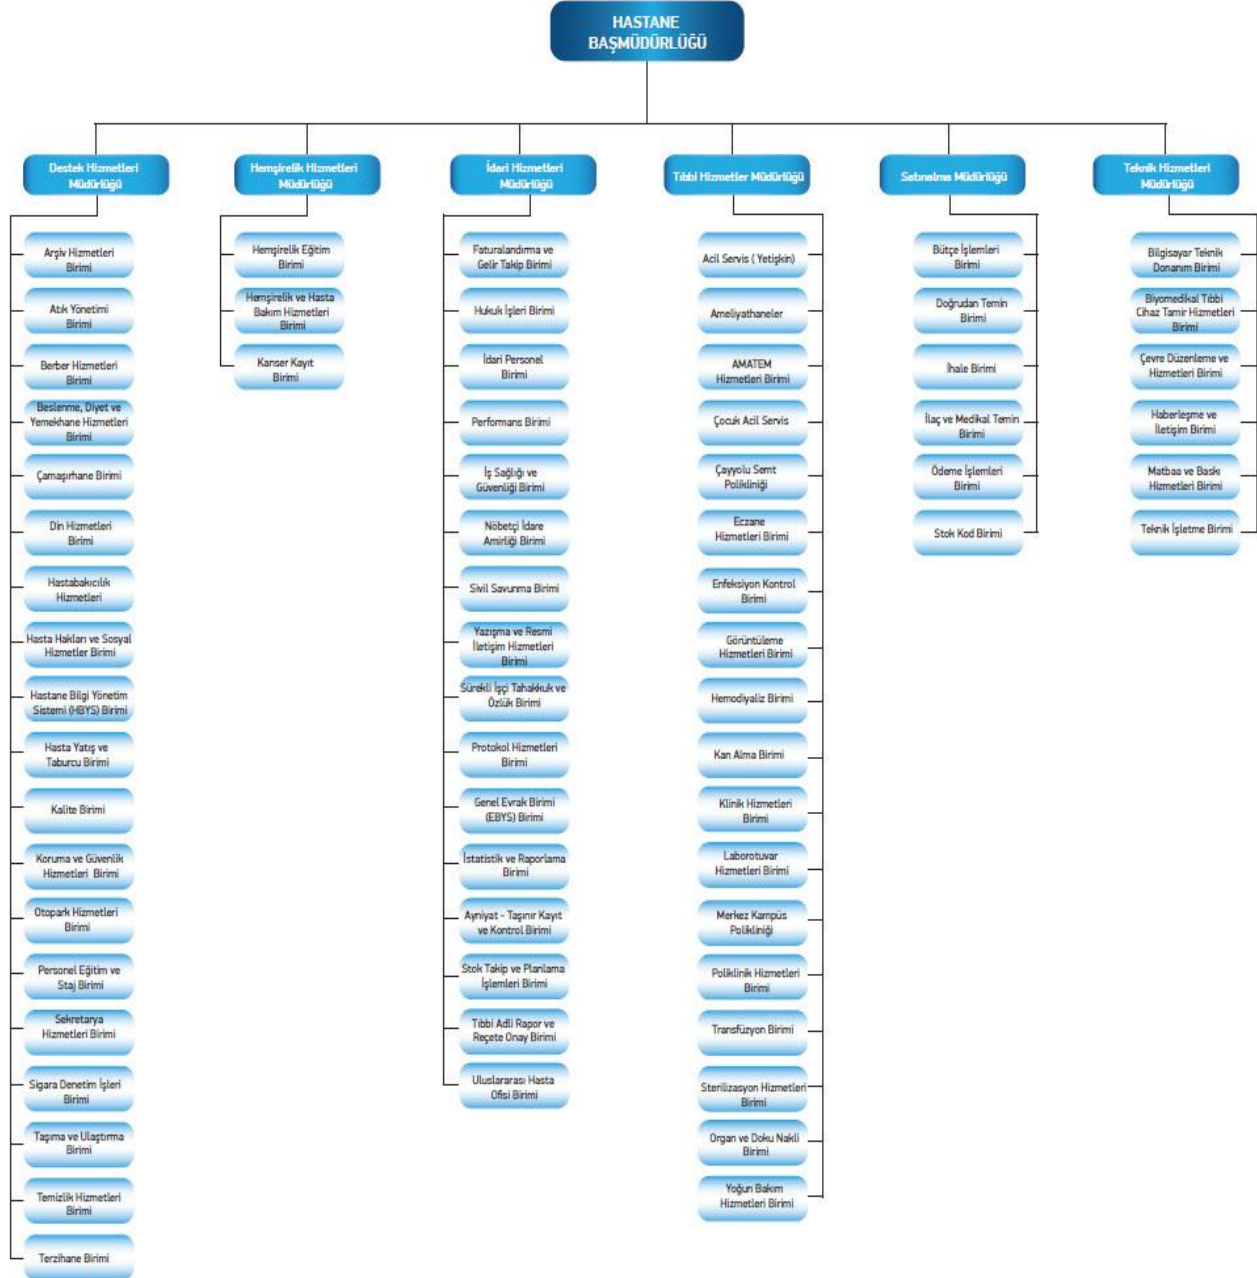 HASTANE
BAŞMÜDÜRLÜĞÜ
Destek Hizmetleri
Müdürlüğü
Arşiv Hizmetleri
Birimi
Atık Yönetimi
Birimi
Berber Hizmetleri
Birimi
Beslenme, Diyet ve
Yemekhane Hizmetleri
Birimi
Çamaşırhane Birimi
Din Hizmetleri
Birimi
Hastabakıcılık
Hizmetleri
Hasta Hakları ve Sosyal
Hizmetler Birimi
Hastane Bilgi Yönetim
Sistemi (HBYS) Birimi
Hasta Yatış ve
Taburcu Birimi
Kalite Birimi
Koruma ve Güvenlik
Hizmetleri Birimi
Otopark Hizmetleri
Birimi
Personel Eğitim ve
Staj Birimi
Sekretarya
Hizmetleri Birimi
Sigara Denetim İşleri
Birimi
Taşıma ve Ulaştırma
Birimi
Temizlik Hizmetleri
Birimi
Terzihane Birimi
Hemşirelik Hizmetleri
Müdürlüğü
Hemşirelik Eğitim
Birimi
Hemşirelik ve Hasta
Bakım Hizmetleri
Birimi
Kanser Kayıt
Birimi
İdari Hizmetleri
Müdürlüğü
Faturalandırma ve
Gelir Takip Birimi
Hukuk İşleri Birimi
İdari Personel
Birimi
Performans Birimi
İş Sağlığı ve
Güvenliği Birimi
Nöbetçi İdare
Amirliği Birimi
Sivil Savunma Birimi
Yazışma ve Resmi
İletişim Hizmetleri
Birimi
Sürekli İşçi Tahakkuk ve
Özlük Birimi
Protokol Hizmetleri
Birimi
Genel Evrak Birimi
(EBYS) Birimi
İstatistik ve Raporlama
Birimi
Ayniyat - Taşınır Kayıt
ve Kontrol Birimi
Stok Takip ve Planlama
İşlemleri Birimi
Tıbbi Adli Rapor ve
Reçete Onay Birimi
Uluslararası Hasta
Ofisi Birimi
Tıbbi Hizmetler Müdürlüğü
Acil Servis ( Yetişkin)
Ameliyathaneler
AMATEM
Hizmetleri Birimi
Çocuk Acil Servis
Çayyolu Semt
Polikliniği
Eczane
Hizmetleri Birimi
Enfeksiyon Kontrol
Birimi
Görüntüleme
Hizmetleri Birimi
Hemodiyaliz Birimi
Kan Alma Birimi
Klinik Hizmetleri
Birimi
Laborotuvar
Hizmetleri Birimi
Merkez Kampüs
Polikliniği
Poliklinik Hizmetleri
Birimi
Transfüzyon Birimi
Sterilizasyon Hizmetleri
Birimi
Organ ve Doku Nakli
Birimi
Yoğun Bakım
Hizmetleri Birimi
Satınalma Müdürlüğü
Bütçe İşlemleri
Birimi
Doğrudan Temin
Birimi
İhale Birimi
İlaç ve Medikal Temin
Birimi
Ödeme İşlemleri
Birimi
Stok Kod Birimi
Teknik Hizmetleri
Müdürlüğü
Bilgisayar Teknik
Donanım Birimi
Biyomedikal Tıbbi
Cihaz Tamir Hizmetleri
Birimi
Çevre Düzenleme ve
Hizmetleri Birimi
Haberleşme ve
İletişim Birimi
Matbaa ve Baskı
Hizmetleri Birimi
Teknik İşletme Birimi